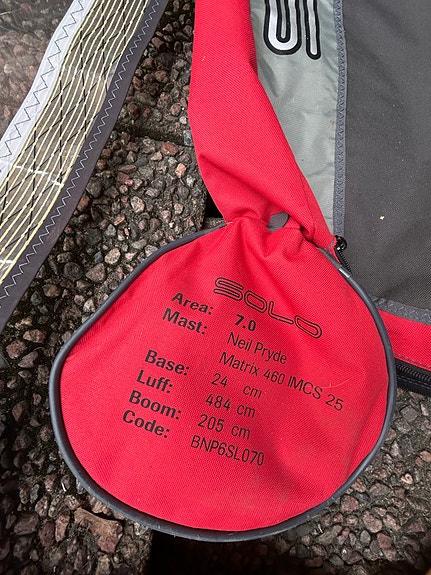 SOLO
Area: 7.0
Mast: Neil Pryde
Matrix 460 IMCS 25
Base: 24 cm
Luff: 484 cm
Boom: 205 cm
Code: BNP6SL070